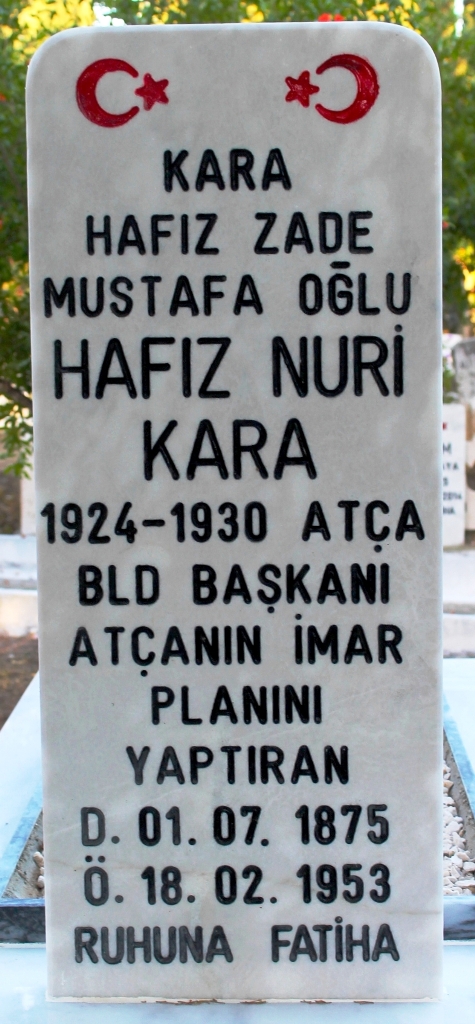 KARA
HAFIZ ZADE
MUSTAFA OĞLU
HAFIZ NURİ
KARA
1924-1930 ATÇA
BLD BAŞKANI
ATÇANIN İMAR
PLANINI
YAPTIRAN
D. 01. 07. 1875
Ö. 18. 02. 1953
RUHUNA FATİHA